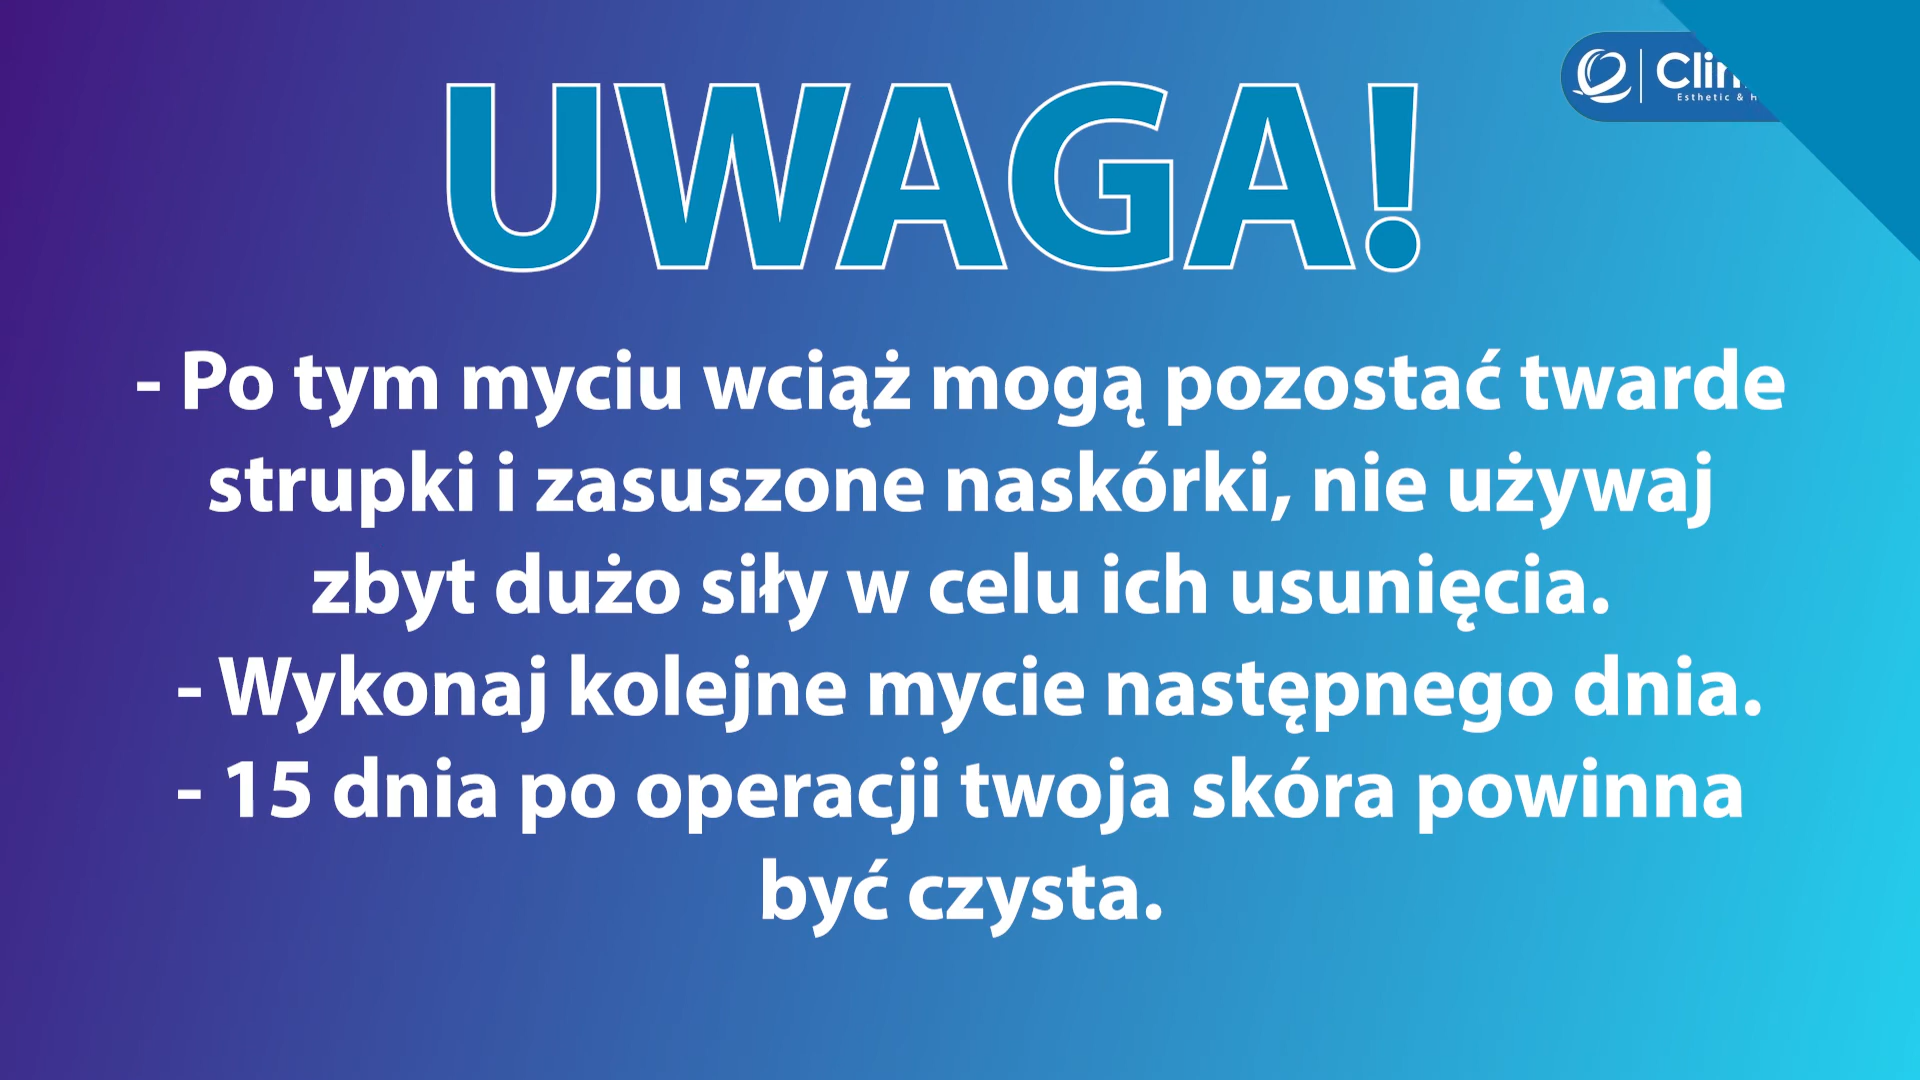 UWAGA!
- Po tym myciu wciąż mogą pozostać twarde
strupki i zasuszone naskórki, nie używaj
zbyt dużo siły w celu ich usunięcia.
- Wykonaj kolejne mycie następnego dnia.
- 15 dnia po operacji twoja skóra powinna
być czysta.
Esthetic &